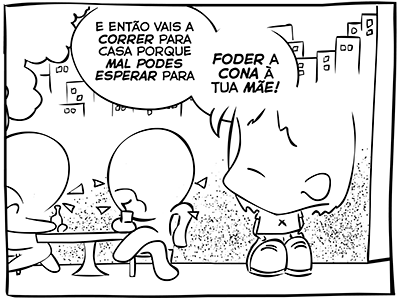 E ENTÃO VAIS A
CORRER PARA
CASA PORQUE
MAL PODES
ESPERAR PARA
FODER A
CONA À
TUA MÃE!